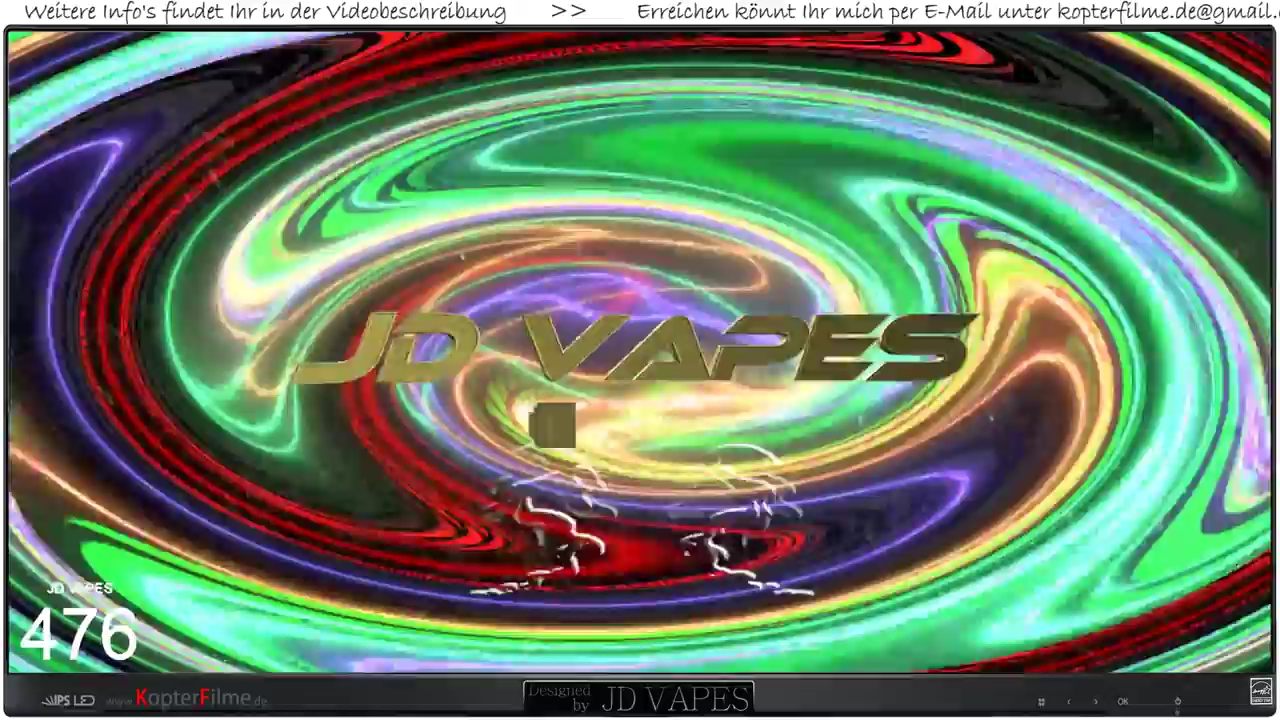 Weitere Info's findet Ihr in der Videobeschreibung >> Erreichen könnt Ihr mich per E-Mail unter kopterfilme.de@gmail.
JD VAPES
JD VAPES
476
IPS LED www.KopterFilme.de
Designed by JD VAPES
OK